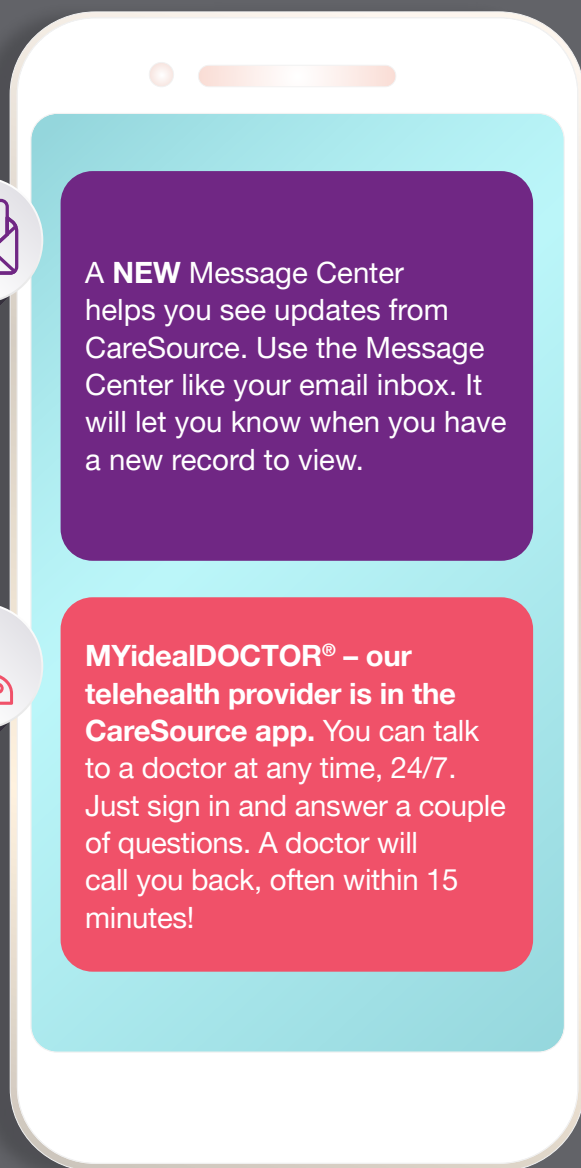 A NEW Message Center
helps you see updates from
CareSource. Use the Message
Center like your email inbox. It
will let you know when you have
a new record to view.
MYidealDOCTOR® – our
telehealth provider is in the
CareSource app. You can talk
to a doctor at any time, 24/7.
Just sign in and answer a couple
of questions. A doctor will
call you back, often within 15
minutes!